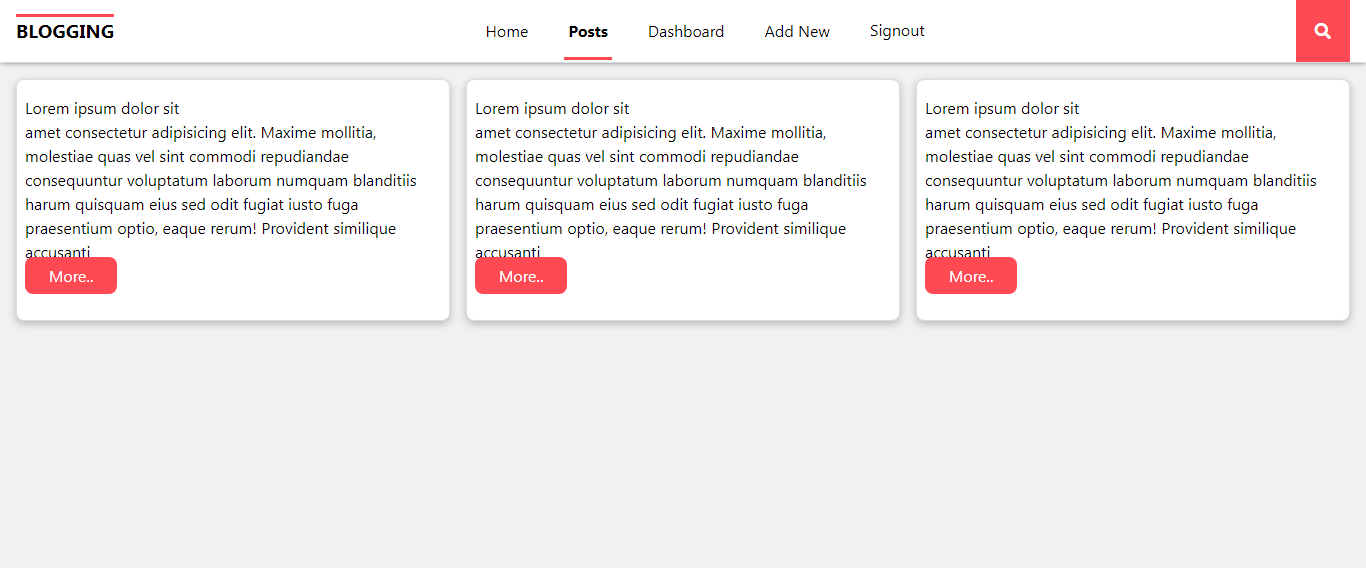 BLOGGING
Home
Posts
Dashboard
Add New
Signout
Lorem ipsum dolor sit
amet consectetur adipisicing elit. Maxime mollitia,
molestiae quas vel sint commodi repudiandae
consequuntur voluptatum laborum numquam blanditiis
harum quisquam eius sed odit fugiat iusto fuga
praesentium optio, eaque rerum! Provident similique
accusanti
More..
Lorem ipsum dolor sit
amet consectetur adipisicing elit. Maxime mollitia,
molestiae quas vel sint commodi repudiandae
consequuntur voluptatum laborum numquam blanditiis
harum quisquam eius sed odit fugiat iusto fuga
praesentium optio, eaque rerum! Provident similique
accusanti
More..
Lorem ipsum dolor sit
amet consectetur adipisicing elit. Maxime mollitia,
molestiae quas vel sint commodi repudiandae
consequuntur voluptatum laborum numquam blanditiis
harum quisquam eius sed odit fugiat iusto fuga
praesentium optio, eaque rerum! Provident similique
accusanti
More..